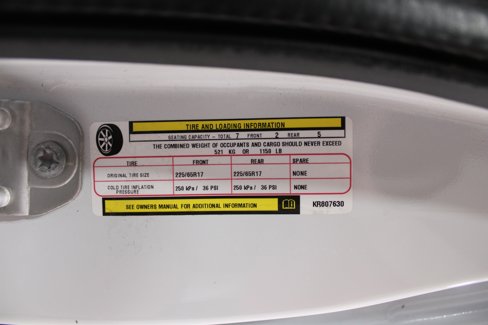 TIRE AND LOADING INFORMATION
SEATING CAPACITY - TOTAL 7 FRONT 2 REAR 5
THE COMBINED WEIGHT OF OCCUPANTS AND CARGO SHOULD NEVER EXCEED
521 KG OR 1150 LB
TIRE FRONT REAR SPARE
ORIGINAL TIRE SIZE 225/65R17 225/65R17 NONE
COLD TIRE INFLATION PRESSURE 250 kPa / 36 PSI 250 kPa / 36 PSI NONE
SEE OWNERS MANUAL FOR ADDITIONAL INFORMATION KR807630